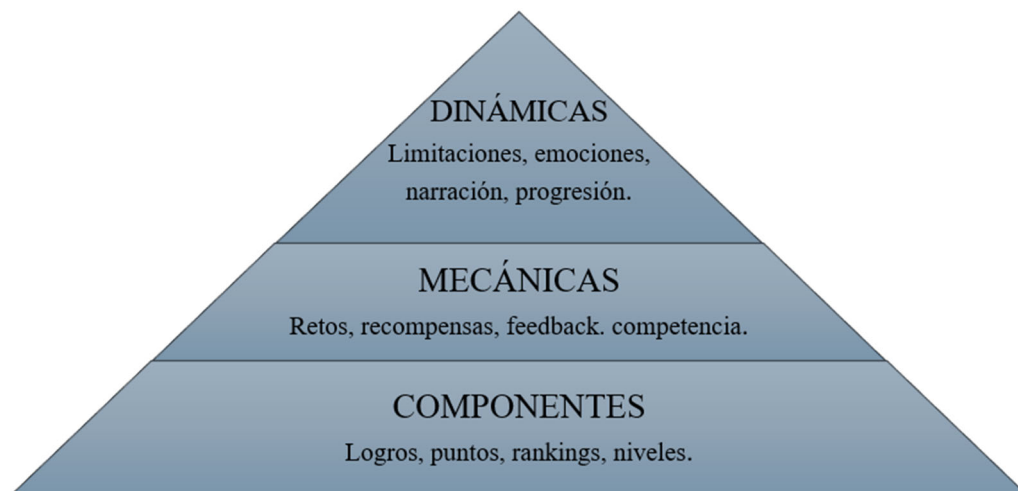 DINÁMICAS
Limitaciones, emociones,
narración, progresión.
MECÁNICAS
Retos, recompensas, feedback. competencia.
COMPONENTES
Logros, puntos, rankings, niveles.